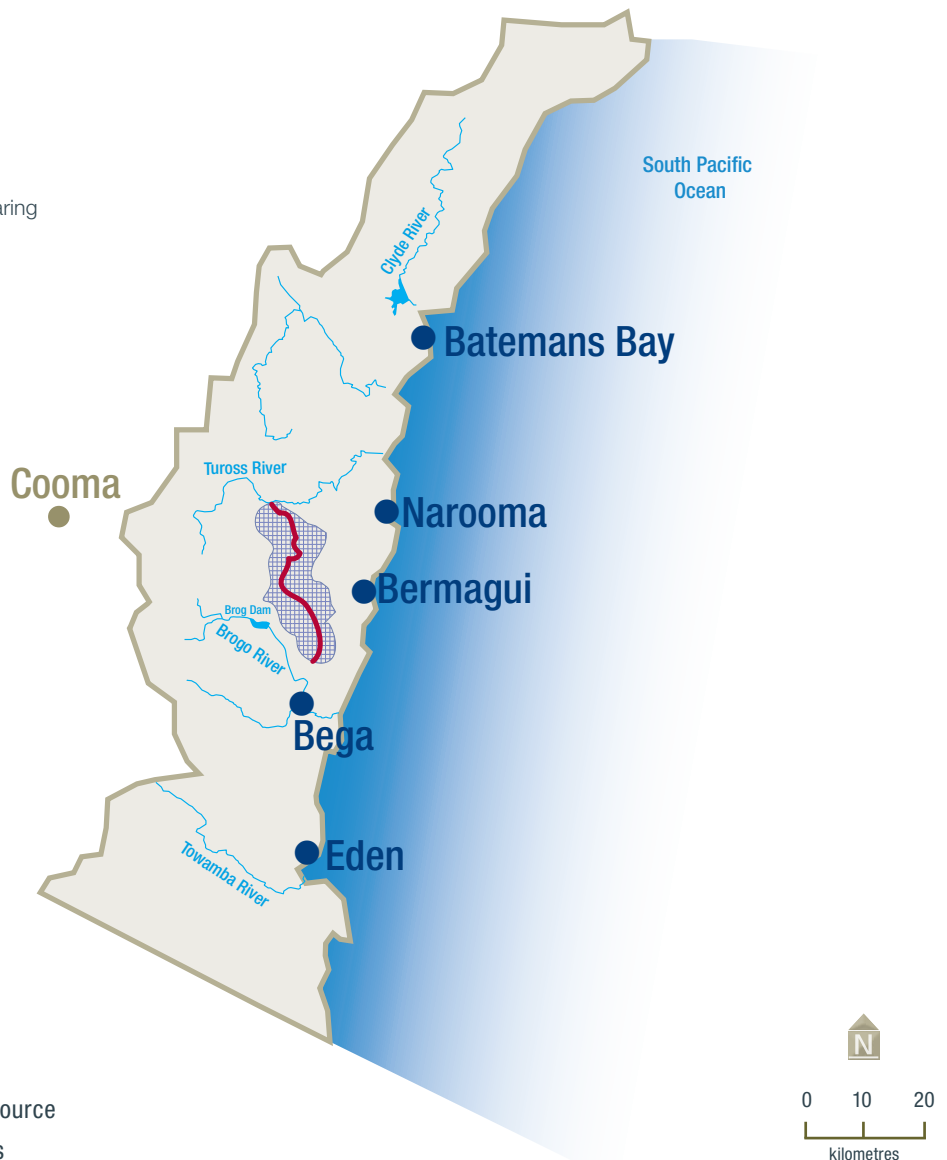 South Pacific
Ocean
aring
Clyde River
Batemans Bay
Tuross River
Cooma
Narooma
Bermagui
Brog Dam
Brogo River
Bega
Eden
Towamba River
N
ource
s
0 10 20
kilometres